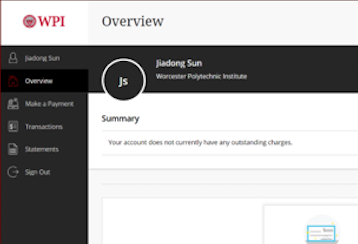 WPI
Overview
Jiadong Sun
Overview
Make a Payment
Transactions
Statements
Sign Out
Js
Jiadong Sun
Worcester Polytechnic Institute
Summary
Your account does not currently have any outstanding charges.